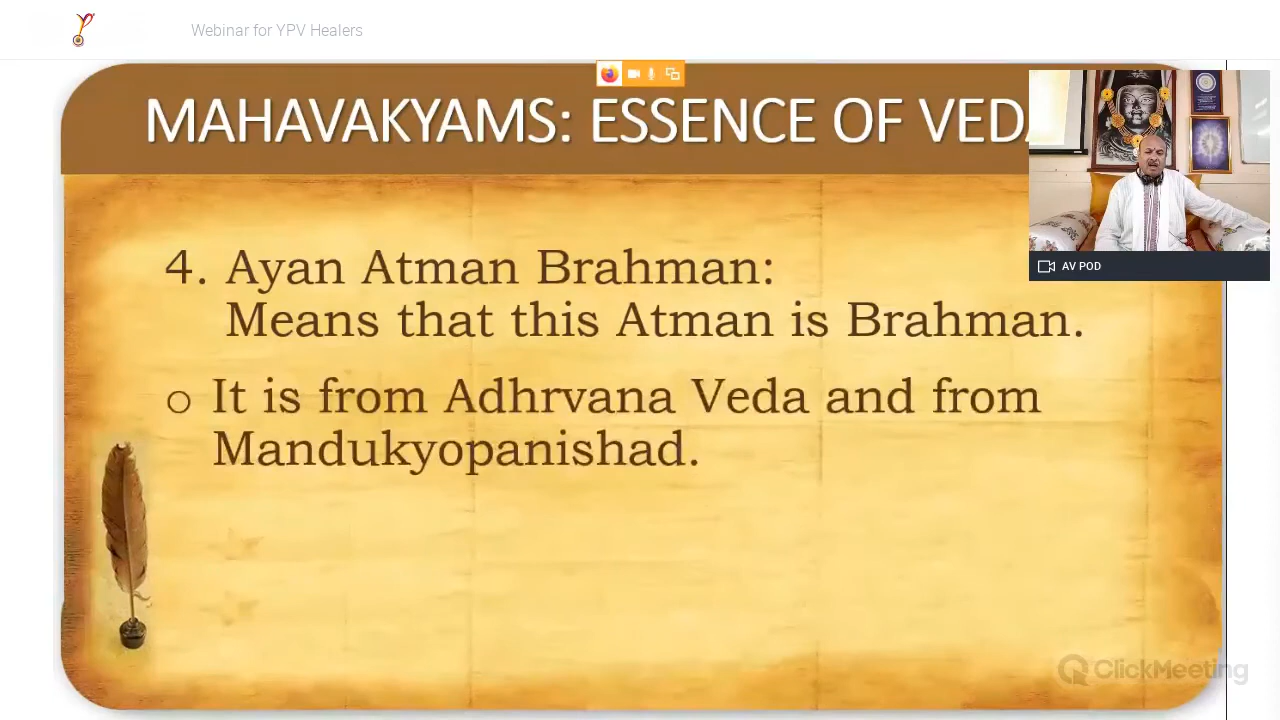 Webinar for YPV Healers
MAHAVAKYAMS: ESSENCE OF
4. Ayan Atman Brahman:
Means that this Atman is Brahman.
o It is from Adhrvana Veda and from
Mandukyopanishad.
AV POD
ClickMeeting